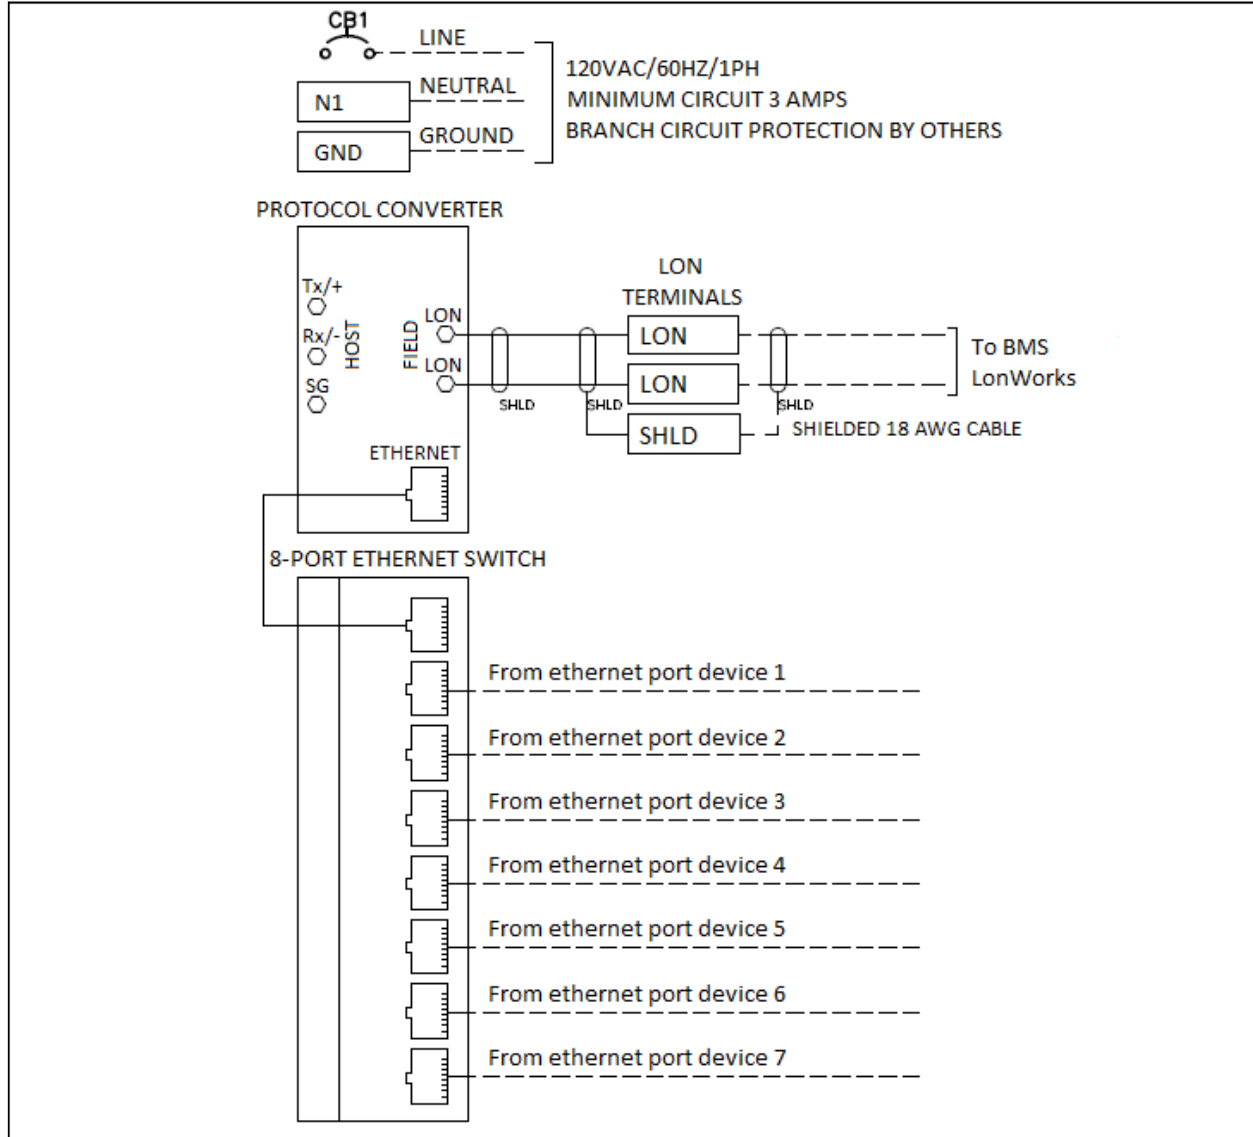 CB1
LINE
N1
NEUTRAL
GND
GROUND
120VAC/60HZ/1PH
MINIMUM CIRCUIT 3 AMPS
BRANCH CIRCUIT PROTECTION BY OTHERS
PROTOCOL CONVERTER
Tx/+
Rx/-
SG
HOST
FIELD
LON
LON
SHLD
SHLD
LON
TERMINALS
LON
LON
SHLD
SHLD
SHIELDED 18 AWG CABLE
To BMS
LonWorks
ETHERNET
8-PORT ETHERNET SWITCH
From ethernet port device 1
From ethernet port device 2
From ethernet port device 3
From ethernet port device 4
From ethernet port device 5
From ethernet port device 6
From ethernet port device 7